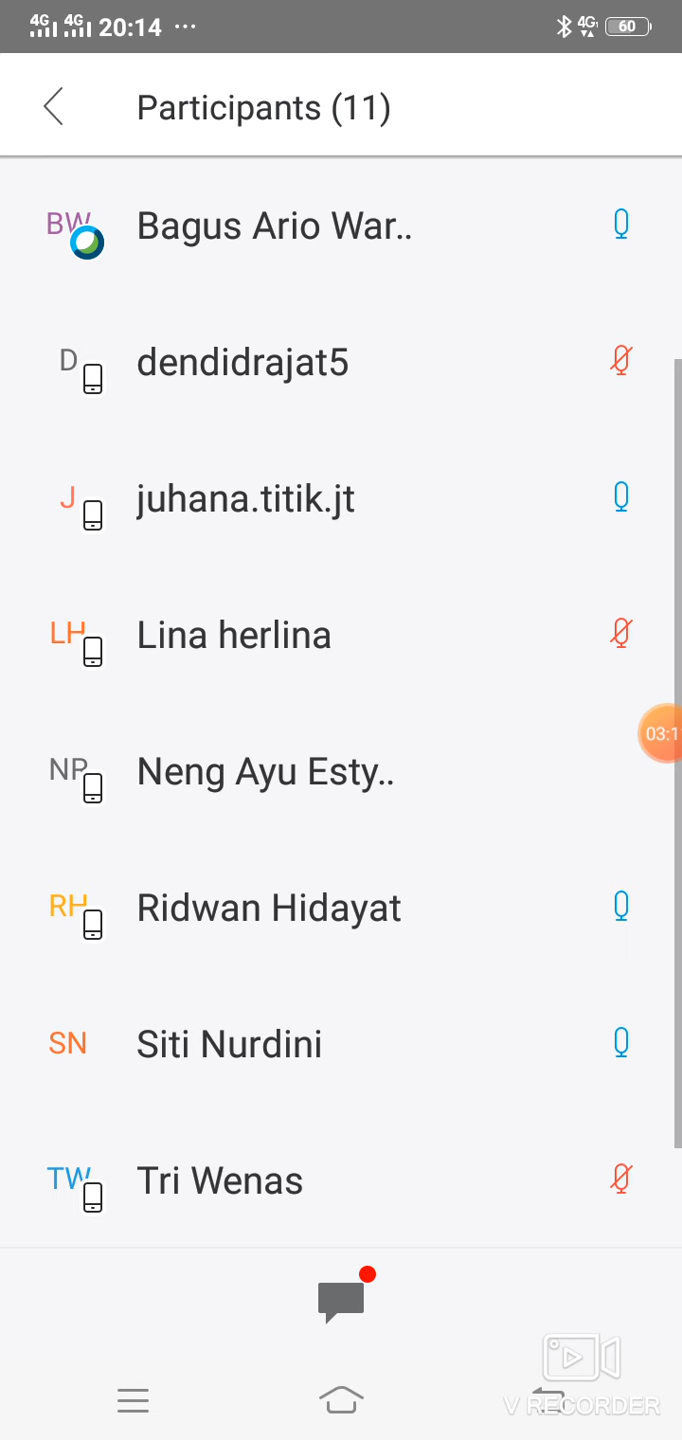 4G 4G 20:14 ... 4G 60
Participants (11)
BW Bagus Ario War..
D dendidrajat5
J juhana.titik.jt
LH Lina herlina
03:1
NP Neng Ayu Esty..
RH Ridwan Hidayat
SN Siti Nurdini
TW Tri Wenas
V RECORDER